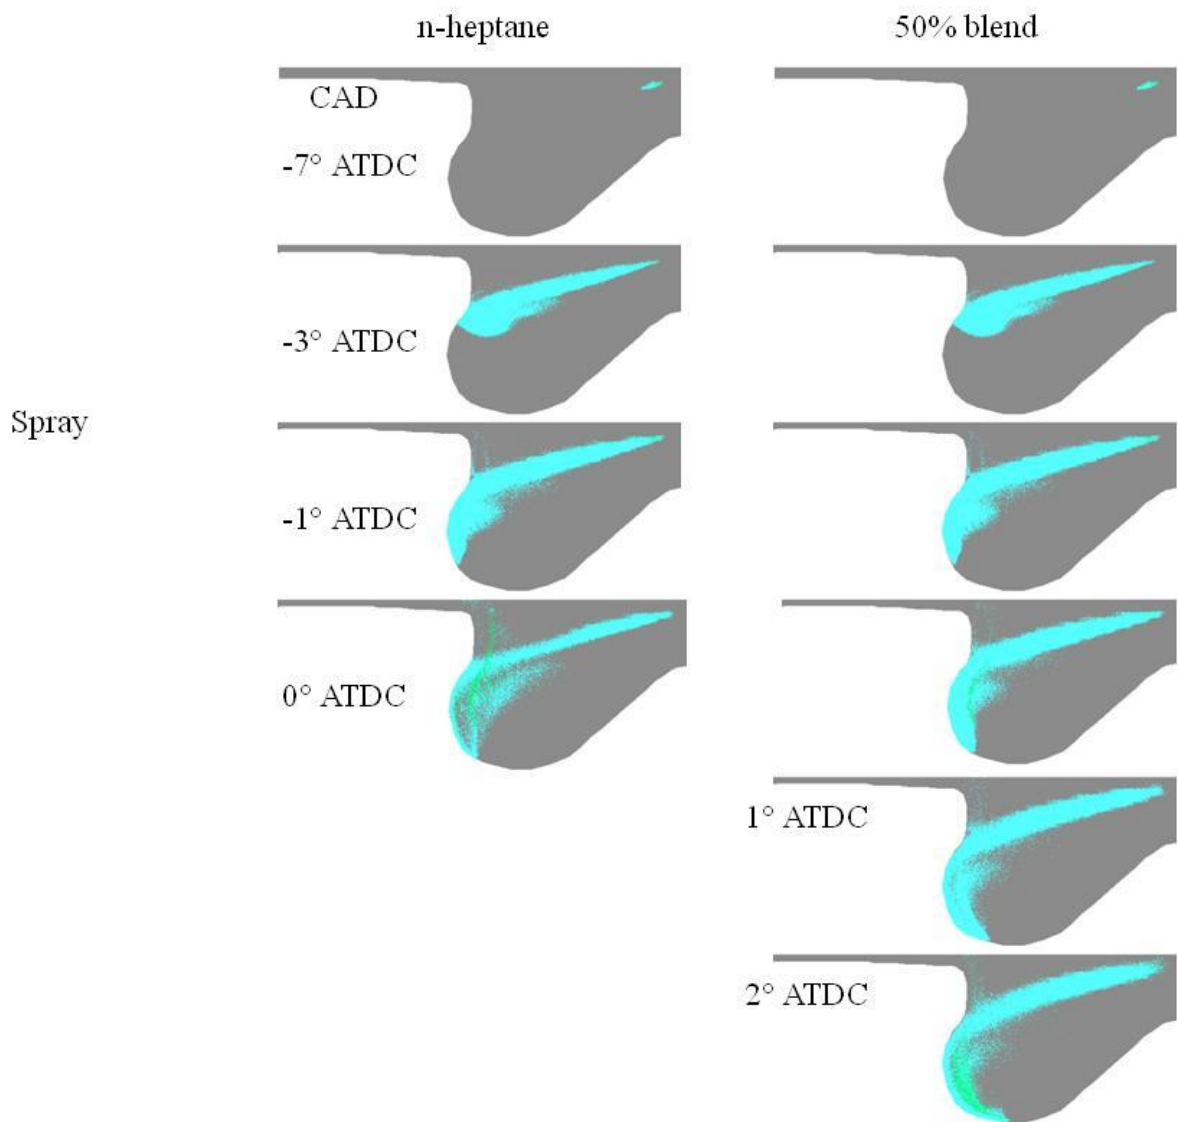 n-heptane
50% blend
CAD
-7° ATDC
-3° ATDC
Spray
-1° ATDC
0° ATDC
1° ATDC
2° ATDC